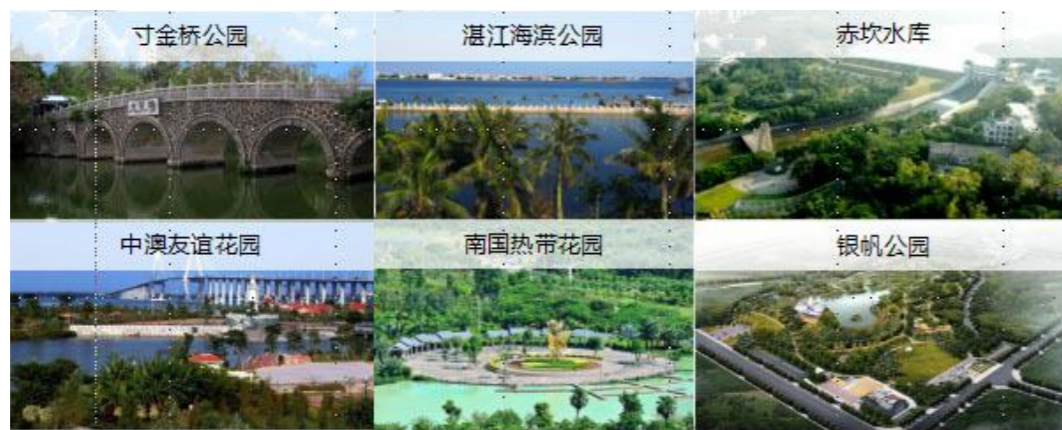 寸金桥公园
湛江海滨公园
赤坎水库
中澳友谊花园
南国热带花园
银帆公园